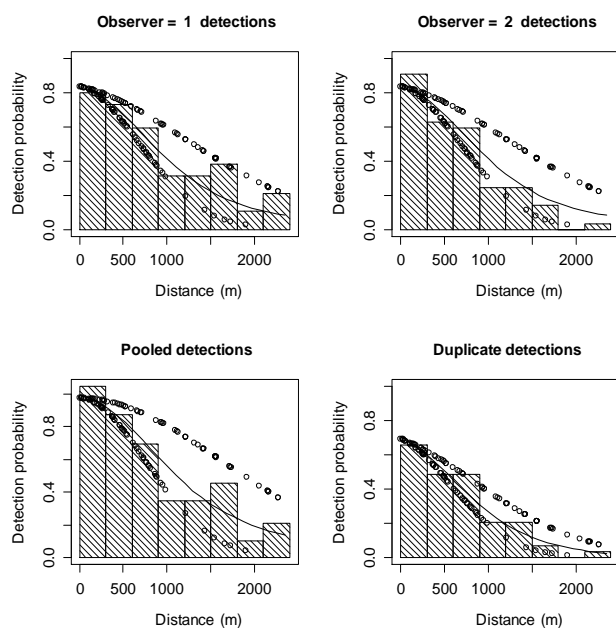 Observer = 1 detections
Detection probability
0.0 0.4 0.8
0 500 1000 2000
Distance (m)
Observer = 2 detections
Detection probability
0.0 0.4 0.8
0 500 1000 2000
Distance (m)
Pooled detections
Detection probability
0.0 0.4 0.8
0 500 1000 2000
Distance (m)
Duplicate detections
Detection probability
0.0 0.4 0.8
0 500 1000 2000
Distance (m)